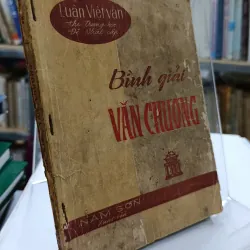 Luận Việt văn
Bình giải
VĂN CHƯƠNG
NAM SƠN